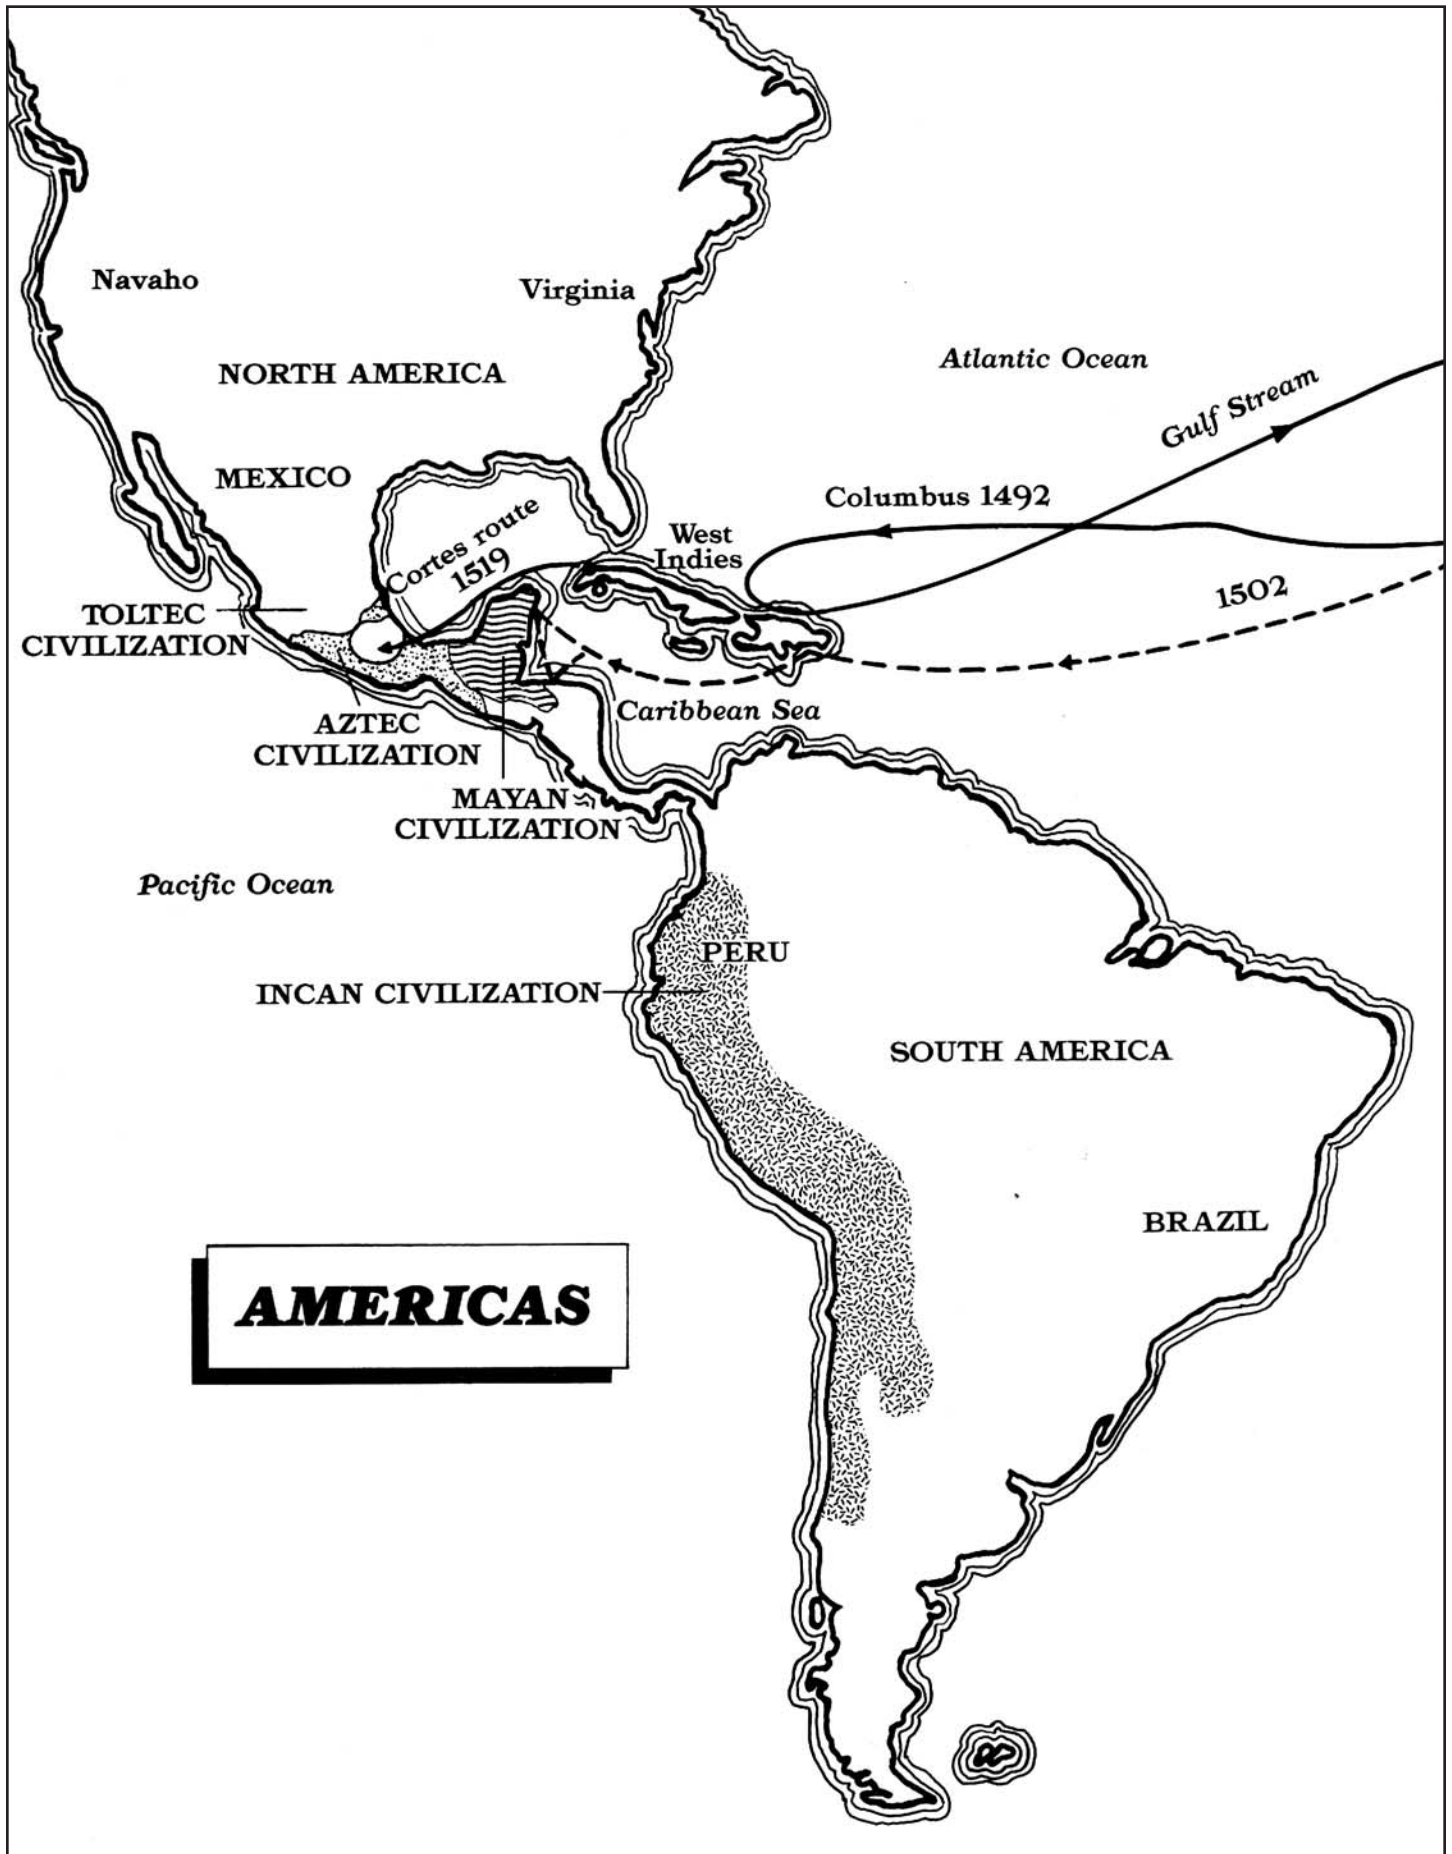 Navaho
Virginia
NORTH AMERICA
Atlantic Ocean
Gulf Stream
MEXICO
Columbus 1492
Cortes route
1519
West
Indies
1502
TOLTEC
CIVILIZATION
AZTEC
CIVILIZATION
Caribbean Sea
MAYAN
CIVILIZATION
Pacific Ocean
PERU
INCAN CIVILIZATION
SOUTH AMERICA
BRAZIL
AMERICAS